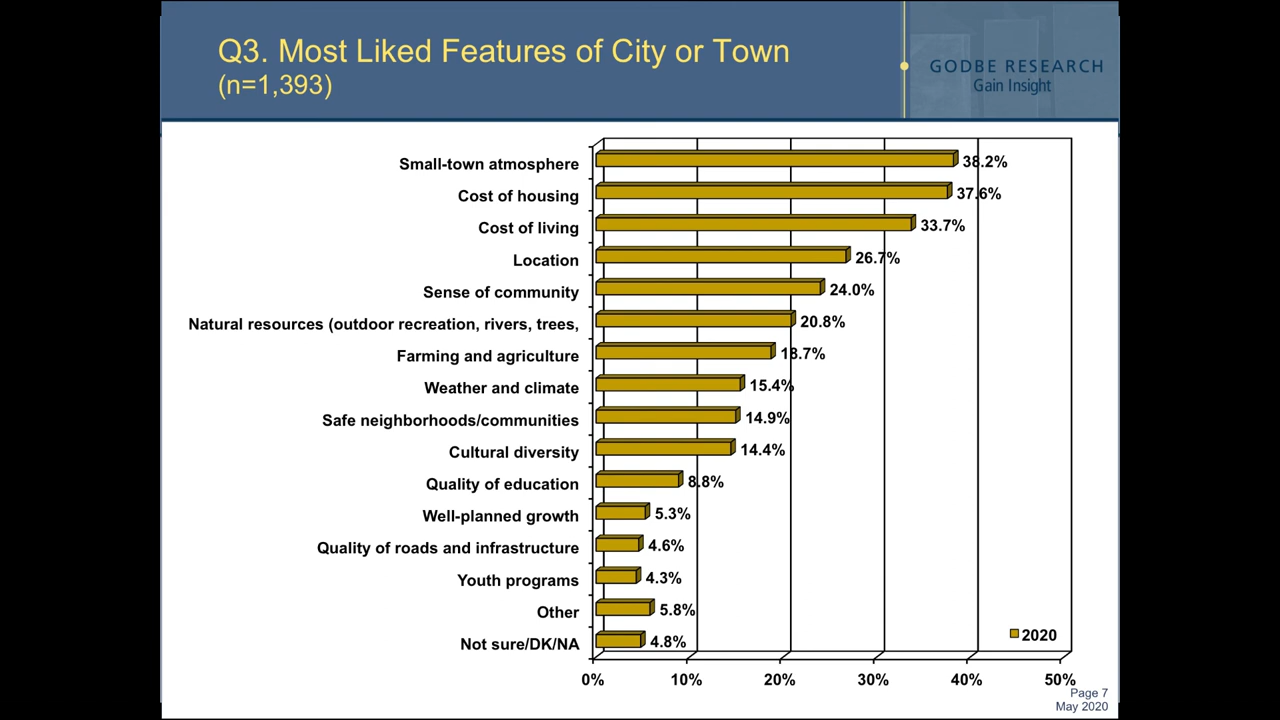 Q3. Most Liked Features of City or Town
(n=1,393)
GODBE RESEARCH
Gain Insight
Small-town atmosphere 38.2%
Cost of housing 37.6%
Cost of living 33.7%
Location 26.7%
Sense of community 24.0%
Natural resources (outdoor recreation, rivers, trees, 20.8%
Farming and agriculture 18.7%
Weather and climate 15.4%
Safe neighborhoods/communities 14.9%
Cultural diversity 14.4%
Quality of education 8.8%
Well-planned growth 5.3%
Quality of roads and infrastructure 4.6%
Youth programs 4.3%
Other 5.8%
Not sure/DK/NA 4.8%
2020
0% 10% 20% 30% 40% 50%
Page 7
May 2020